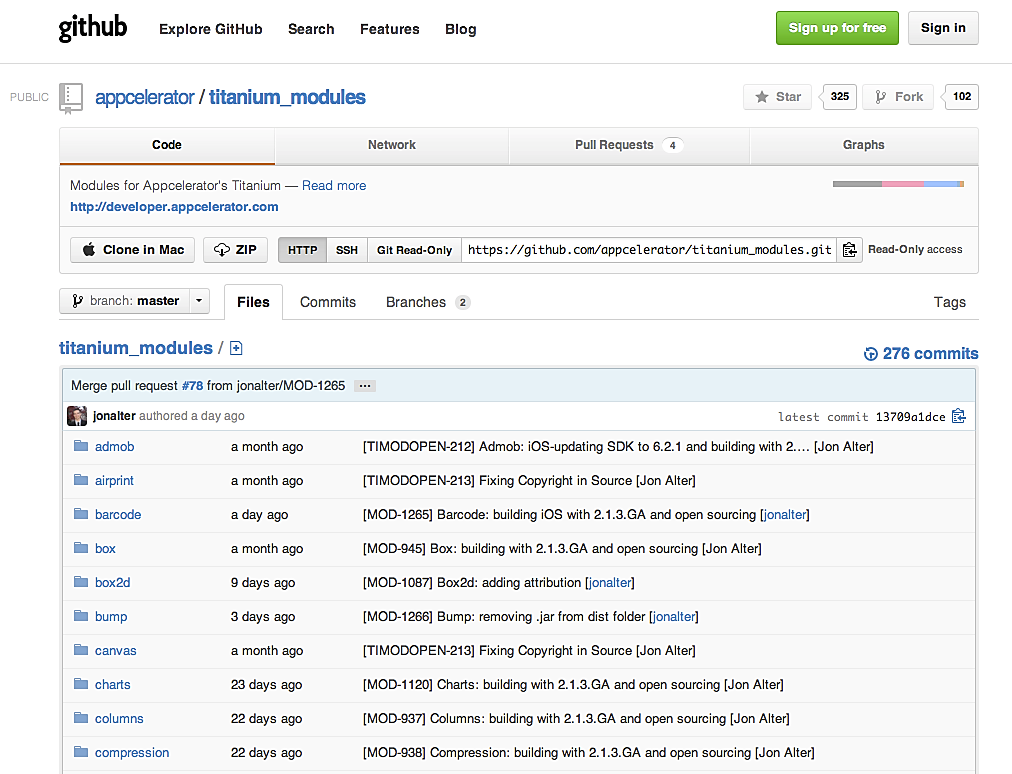 github Explore GitHub Search Features Blog Sign up for free Sign in
PUBLIC appcelerator / titanium_modules Star 325 Fork 102
Code Network Pull Requests 4 Graphs
Modules for Appcelerator's Titanium — Read more
http://developer.appcelerator.com
Clone in Mac ZIP HTTP SSH Git Read-Only https://github.com/appcelerator/titanium_modules.git Read-Only access
branch: master Files Commits Branches 2 Tags
titanium_modules / 276 commits
Merge pull request #78 from jonalter/MOD-1265 ...
jonalter authored a day ago latest commit 13709a1dce
admob a month ago [TIMODOPEN-212] Admob: iOS-updating SDK to 6.2.1 and building with 2.... [Jon Alter]
airprint a month ago [TIMODOPEN-213] Fixing Copyright in Source [Jon Alter]
barcode a day ago [MOD-1265] Barcode: building iOS with 2.1.3.GA and open sourcing [jonalter]
box a month ago [MOD-945] Box: building with 2.1.3.GA and open sourcing [Jon Alter]
box2d 9 days ago [MOD-1087] Box2d: adding attribution [jonalter]
bump 3 days ago [MOD-1266] Bump: removing .jar from dist folder [jonalter]
canvas a month ago [TIMODOPEN-213] Fixing Copyright in Source [Jon Alter]
charts 23 days ago [MOD-1120] Charts: building with 2.1.3.GA and open sourcing [Jon Alter]
columns 22 days ago [MOD-937] Columns: building with 2.1.3.GA and open sourcing [Jon Alter]
compression 22 days ago [MOD-938] Compression: building with 2.1.3.GA and open sourcing [Jon Alter]